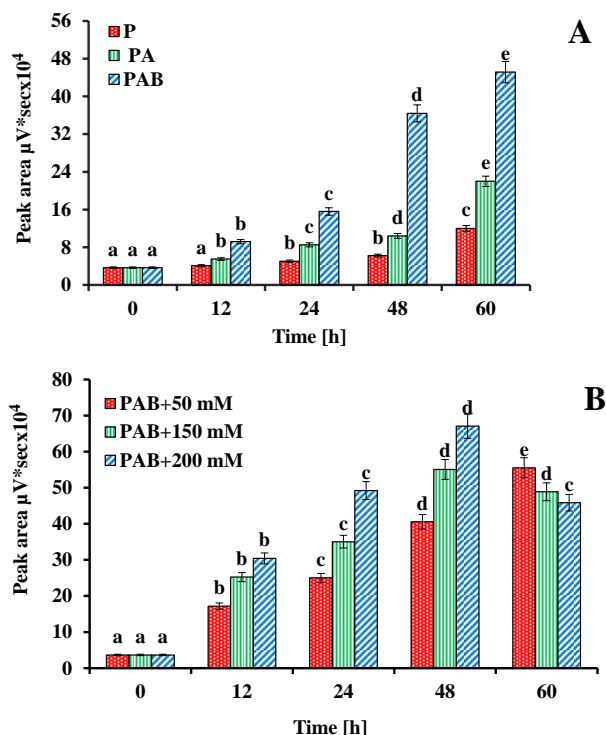 A
P
PA
PAB
Peak area µV*secx10⁴
56
48
40
32
24
16
8
0
a a a
a b b
b c c
b d d
c e e
0 12 24 48 60
Time [h]
B
PAB+50 mM
PAB+150 mM
PAB+200 mM
Peak area µV*secx10⁴
80
70
60
50
40
30
20
10
0
a a a
b b b
c c c
d d d
e d c
0 12 24 48 60
Time [h]